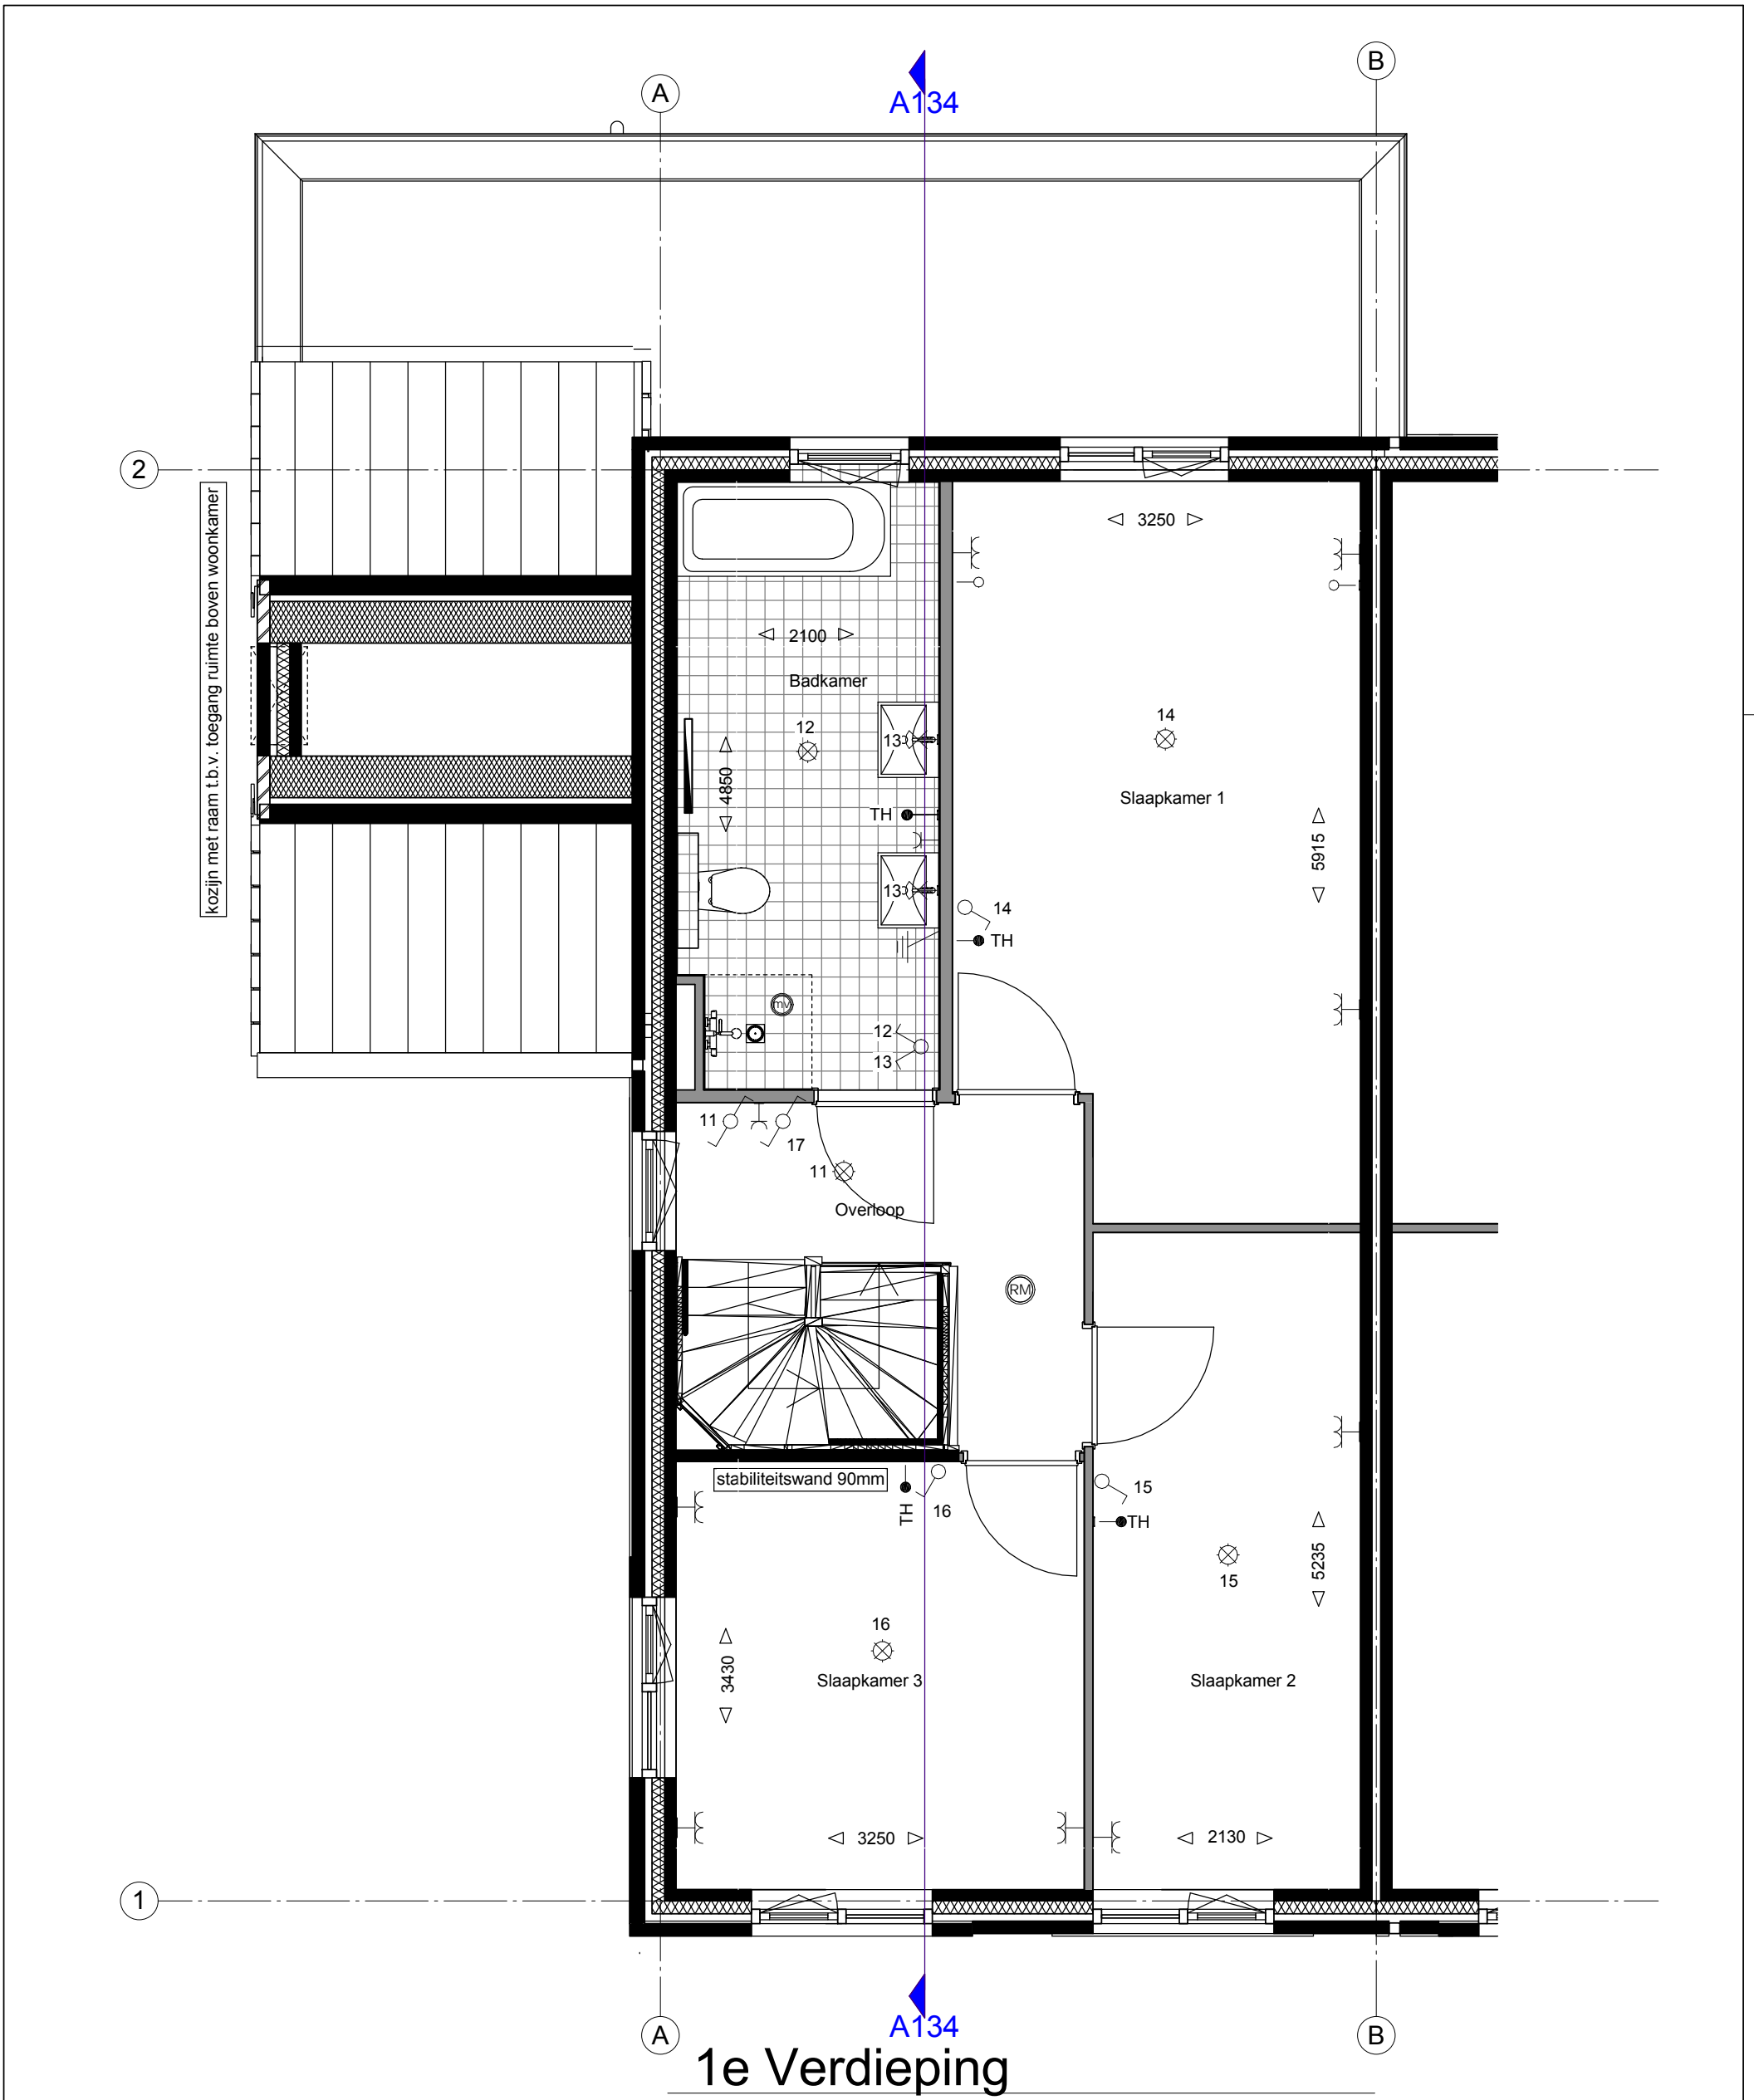 B
A
A134
2
kozijn met raam t.b.v. toegang ruimte boven woonkamer
3250
2100
Badkamer
12
13
14
Slaapkamer 1
4850
TH
5915
13
14
TH
mv
12
13
11
17
11
Overloop
RM
stabiliteitswand 90mm
TH
16
15
TH
5235
15
16
3430
Slaapkamer 3
Slaapkamer 2
3250
2130
1
A
A134
B
1e Verdieping